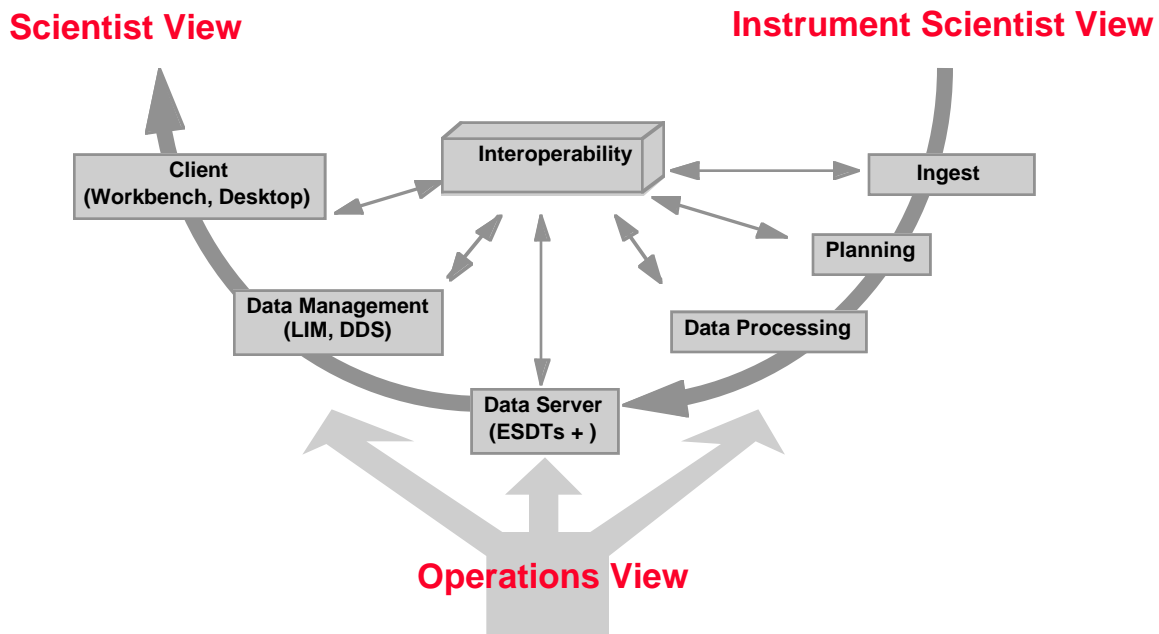 Scientist View
Instrument Scientist View
Interoperability
Client
(Workbench, Desktop)
Ingest
Planning
Data Management
(LIM, DDS)
Data Processing
Data Server
(ESDTs + )
Operations View